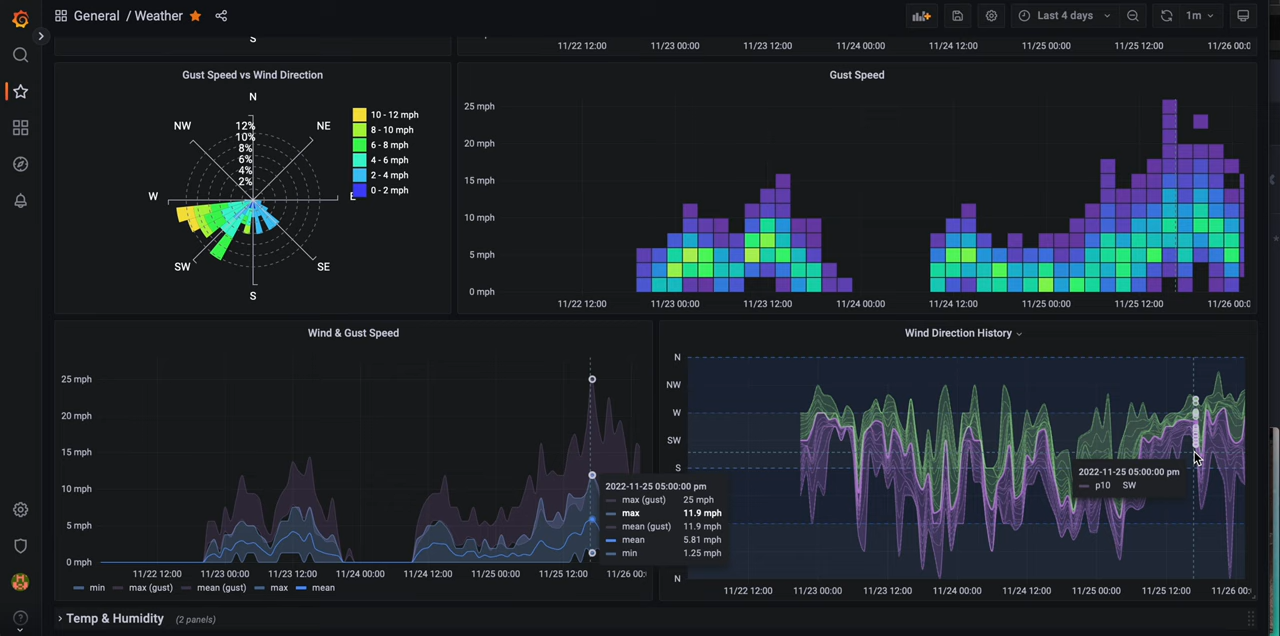 General / Weather
Last 4 days
1m
S
11/22 12:00 11/23 00:00 11/23 12:00 11/24 00:00 11/24 12:00 11/25 00:00 11/25 12:00 11/26 00:0
Gust Speed vs Wind Direction
N
NW
NE
12%
10%
8%
6%
4%
2%
W
E
SW
SE
S
10 - 12 mph
8 - 10 mph
6 - 8 mph
4 - 6 mph
2 - 4 mph
0 - 2 mph
Gust Speed
25 mph
20 mph
15 mph
10 mph
5 mph
0 mph
11/22 12:00 11/23 00:00 11/23 12:00 11/24 00:00 11/24 12:00 11/25 00:00 11/25 12:00 11/26 00:0
Wind & Gust Speed
25 mph
20 mph
15 mph
10 mph
5 mph
0 mph
11/22 12:00 11/23 00:00 11/23 12:00 11/24 00:00 11/24 12:00 11/25 00:00 11/25 12:00 11/26 00:
min max (gust) mean (gust) max mean
2022-11-25 05:00:00 pm
max (gust) 25 mph
max 11.9 mph
mean (gust) 11.9 mph
mean 5.81 mph
min 1.25 mph
Wind Direction History
N
NW
W
SW
S
N
2022-11-25 05:00:00 pm
p10 SW
11/22 12:00 11/23 00:00 11/23 12:00 11/24 00:00 11/24 12:00 11/25 00:00 11/25 12:00 11/26 00:
Temp & Humidity (2 panels)